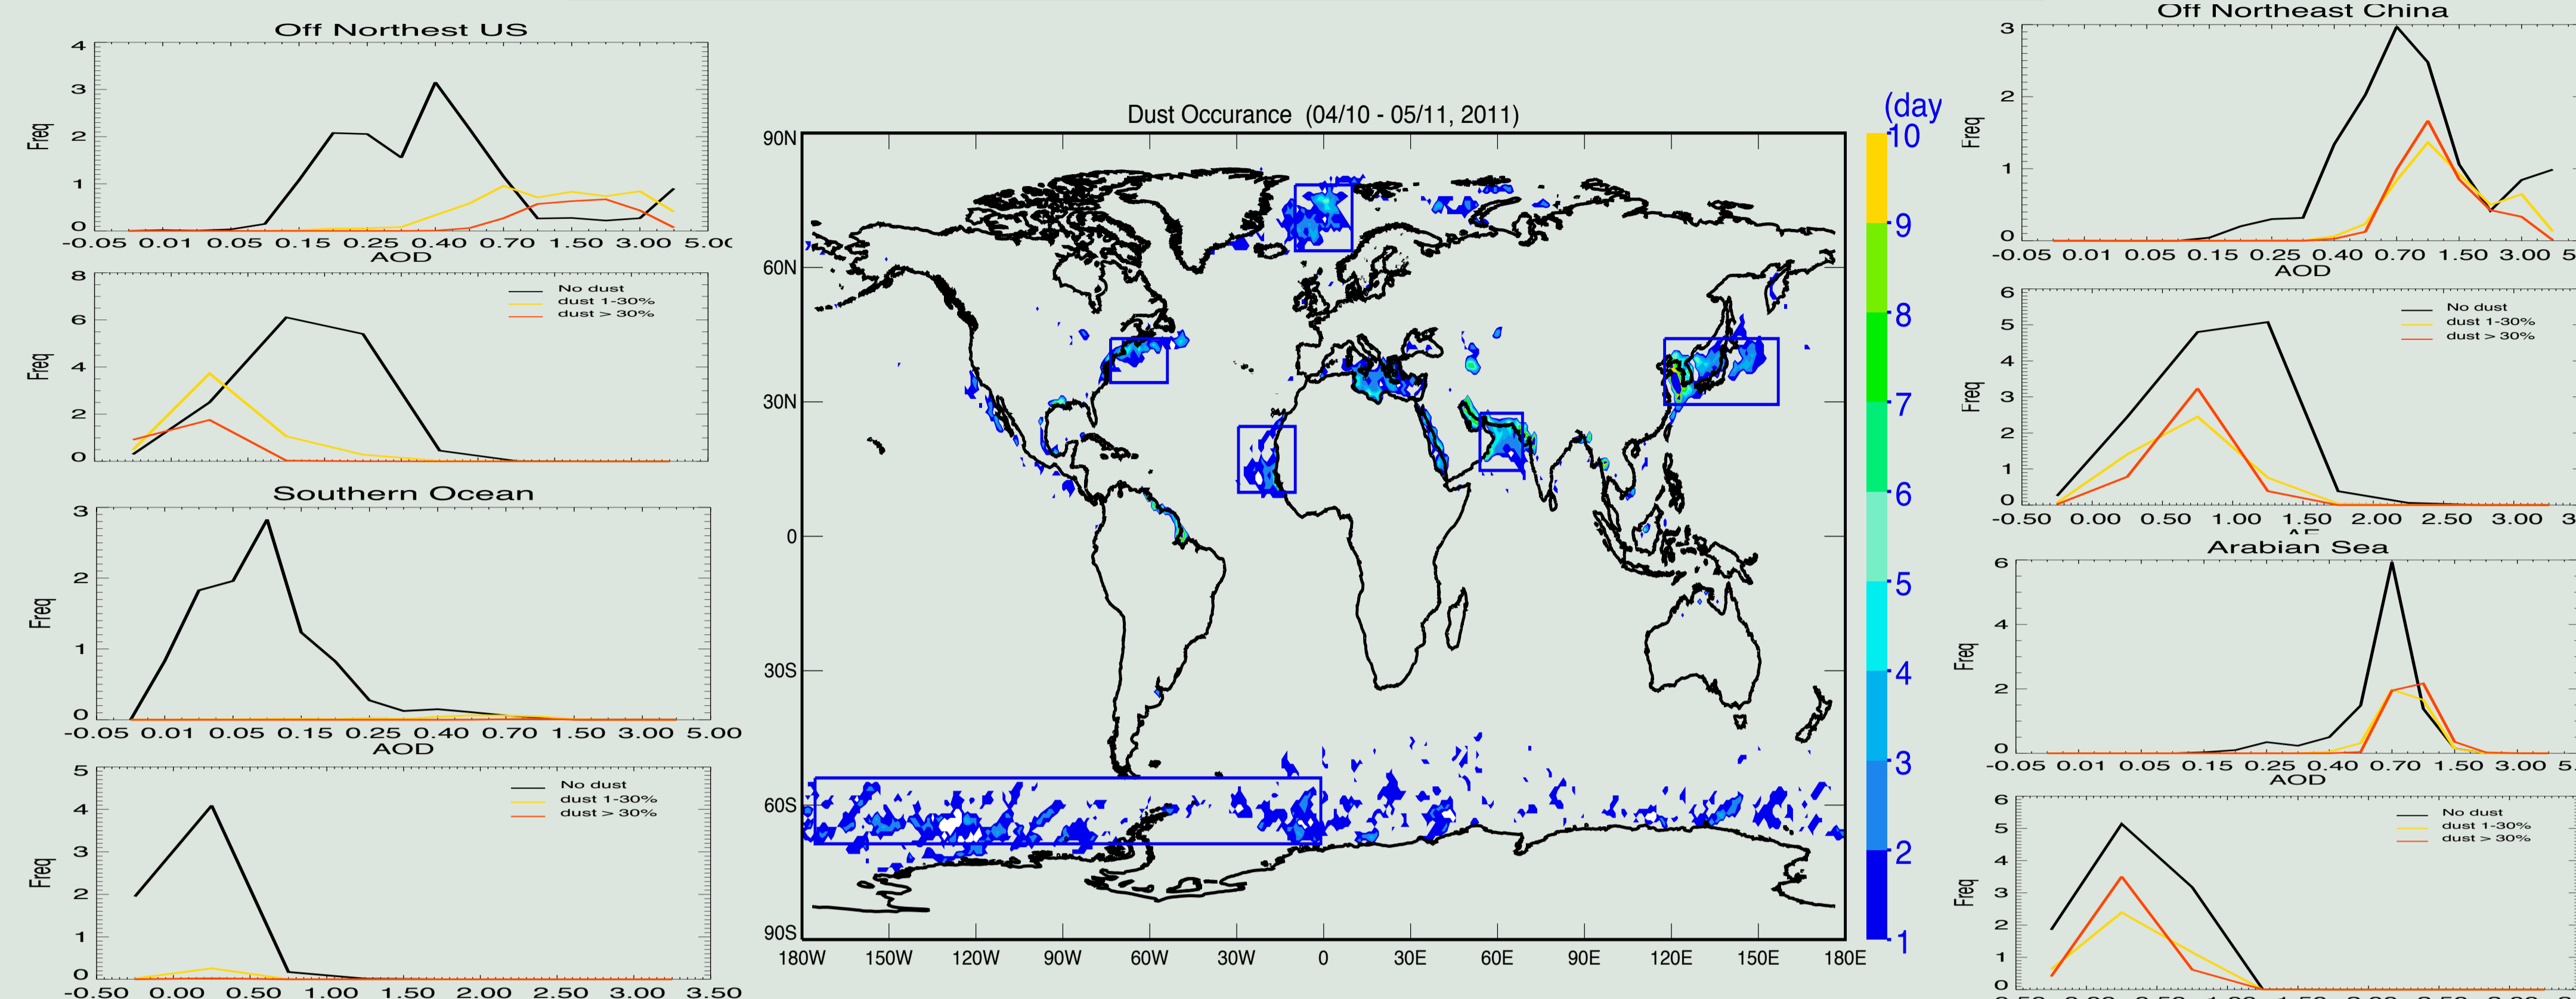 Off Northest US
4
3
2
1
0
Freq
-0.05 0.01 0.05 0.15 0.25 0.40 0.70 1.50 3.00 5.00
AOD
8
6
4
2
0
Freq
No dust
dust 1-30%
dust > 30%
Southern Ocean
3
2
1
0
Freq
-0.05 0.01 0.05 0.15 0.25 0.40 0.70 1.50 3.00 5.00
AOD
5
4
3
2
1
0
Freq
No dust
dust 1-30%
dust > 30%
-0.50 0.00 0.50 1.00 1.50 2.00 2.50 3.00 3.50
Dust Occurance (04/10 - 05/11, 2011)
90N
60N
30N
0
30S
60S
90S
180W 150W 120W 90W 60W 30W 0 30E 60E 90E 120E 150E 180E
(day
10
9
8
7
6
5
4
3
2
1
Off Northeast China
3
2
1
0
Freq
-0.05 0.01 0.05 0.15 0.25 0.40 0.70 1.50 3.00 5
AOD
6
5
4
3
2
1
0
Freq
No dust
dust 1-30%
dust > 30%
-0.50 0.00 0.50 1.00 1.50 2.00 2.50 3.00 3
Arabian Sea
6
4
2
0
Freq
-0.05 0.01 0.05 0.15 0.25 0.40 0.70 1.50 3.00 5.
AOD
6
5
4
3
2
1
0
Freq
No dust
dust 1-30%
dust > 30%